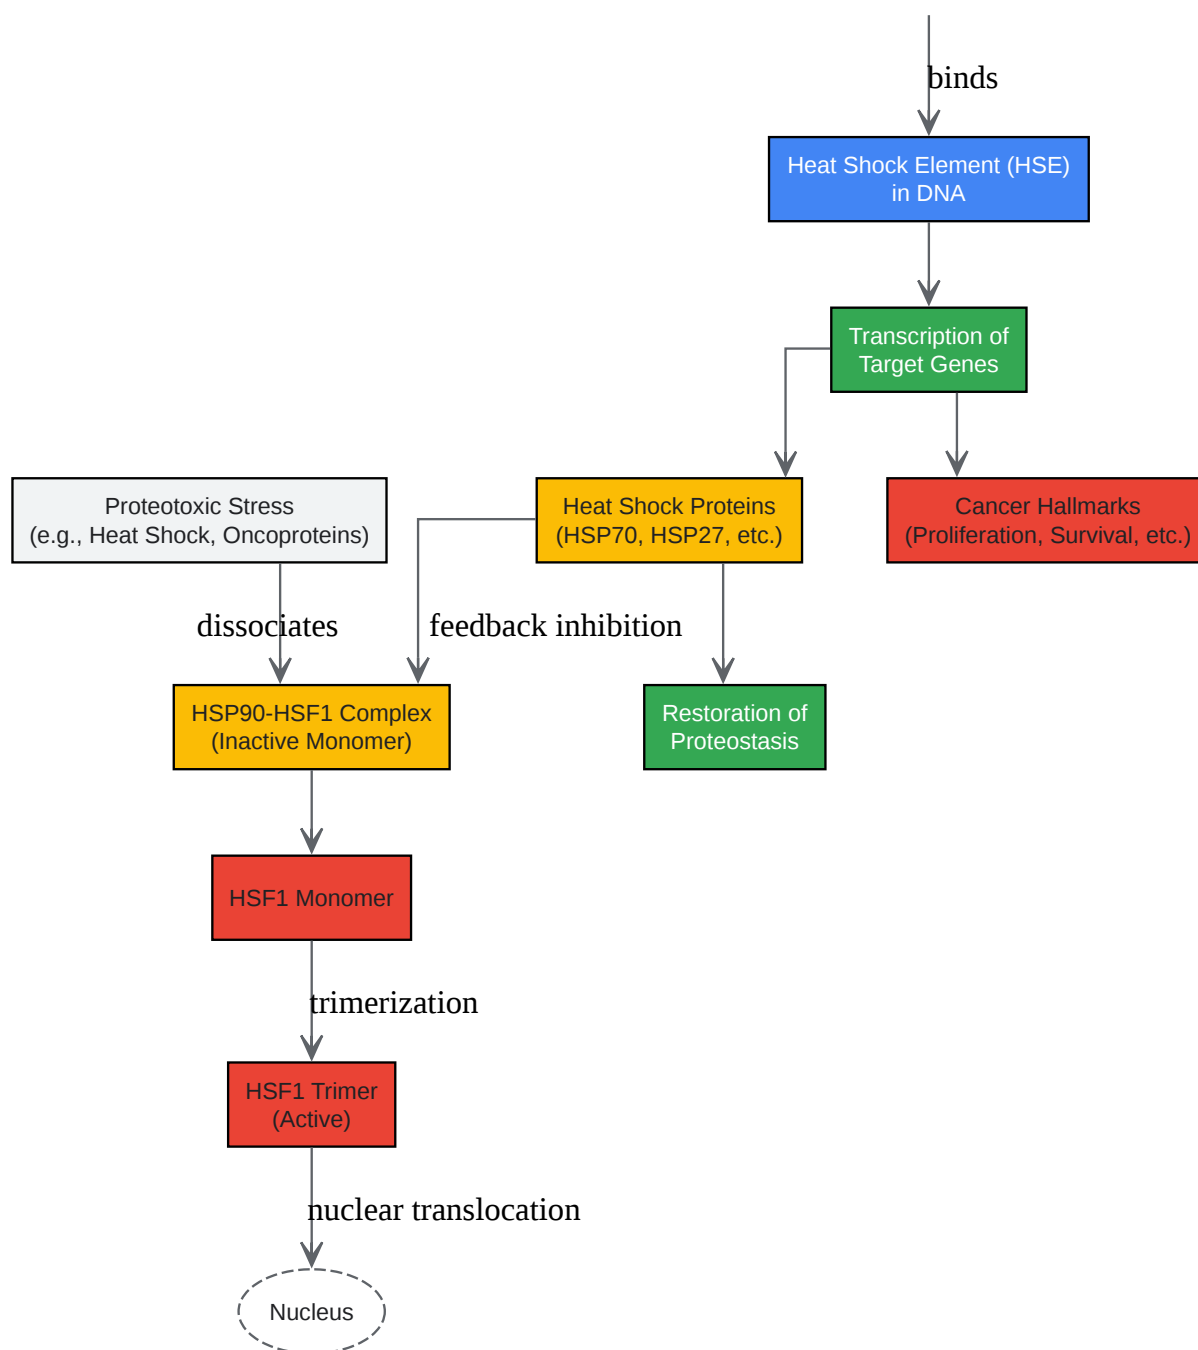 binds
Heat Shock Element (HSE)
in DNA
Transcription of
Target Genes
Proteotoxic Stress
(e.g., Heat Shock, Oncoproteins)
Heat Shock Proteins
(HSP70, HSP27, etc.)
Cancer Hallmarks
(Proliferation, Survival, etc.)
dissociates
feedback inhibition
HSP90-HSF1 Complex
(Inactive Monomer)
Restoration of
Proteostasis
HSF1 Monomer
trimerization
HSF1 Trimer
(Active)
nuclear translocation
Nucleus